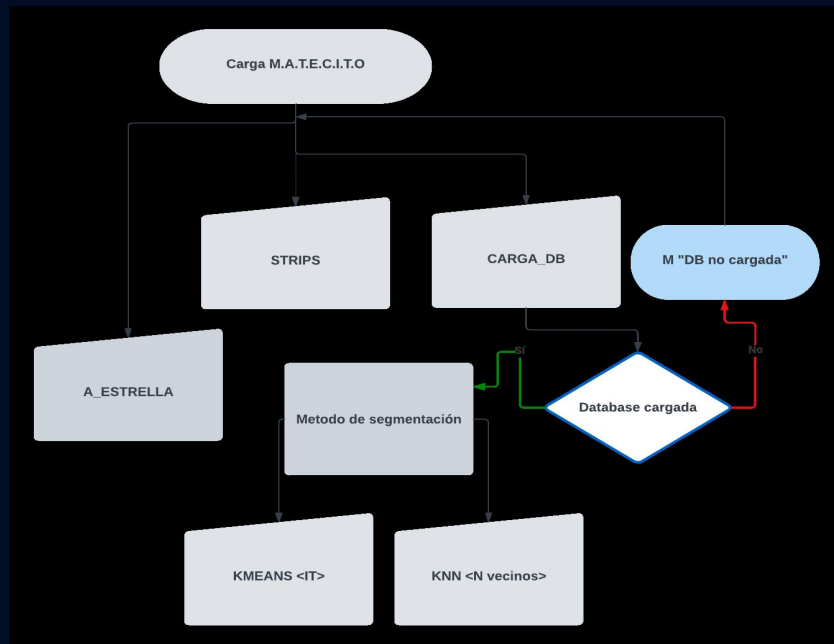 Carga M.A.T.E.C.I.T.O
STRIPS
CARGA_DB
M "DB no cargada"
Sí
No
A_ESTRELLA
Metodo de segmentación
Database cargada
KMEANS <IT>
KNN <N vecinos>